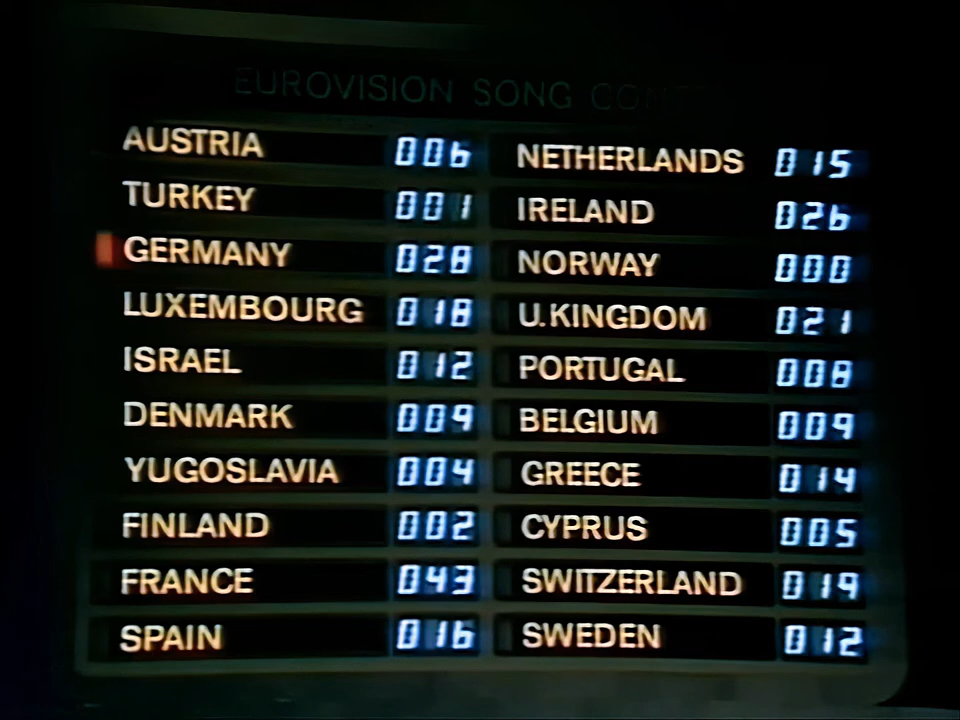 EUROVISION SONG
AUSTRIA 006
TURKEY 001
GERMANY 028
LUXEMBOURG 018
ISRAEL 012
DENMARK 009
YUGOSLAVIA 004
FINLAND 002
FRANCE 043
SPAIN 016
NETHERLANDS 015
IRELAND 026
NORWAY 000
U.KINGDOM 021
PORTUGAL 008
BELGIUM 009
GREECE 014
CYPRUS 005
SWITZERLAND 019
SWEDEN 012